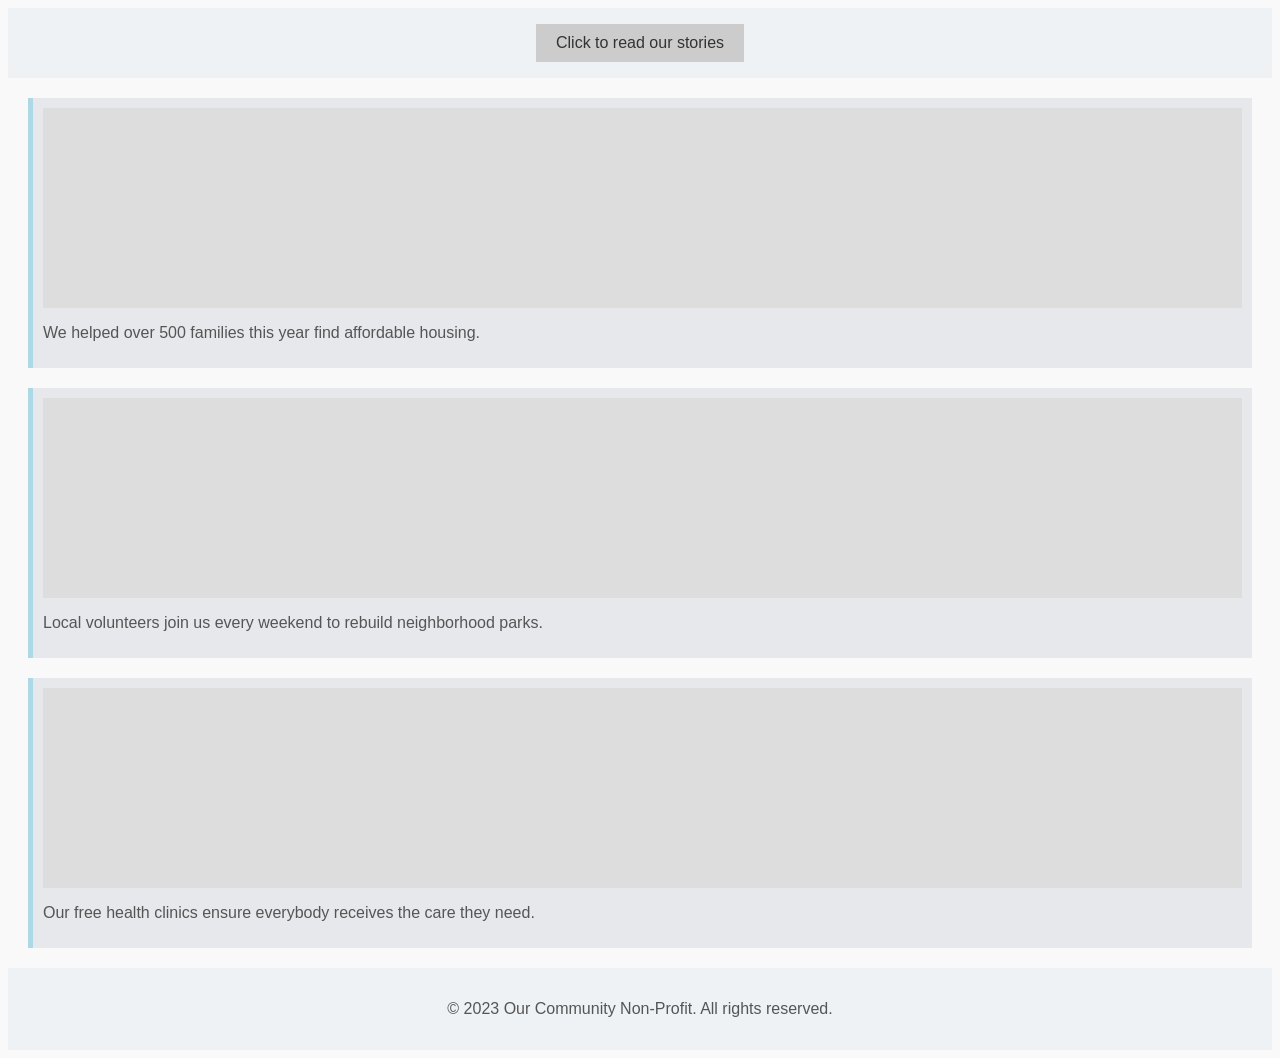 Click to read our stories
We helped over 500 families this year find affordable housing.
Local volunteers join us every weekend to rebuild neighborhood parks.
Our free health clinics ensure everybody receives the care they need.
© 2023 Our Community Non-Profit. All rights reserved.